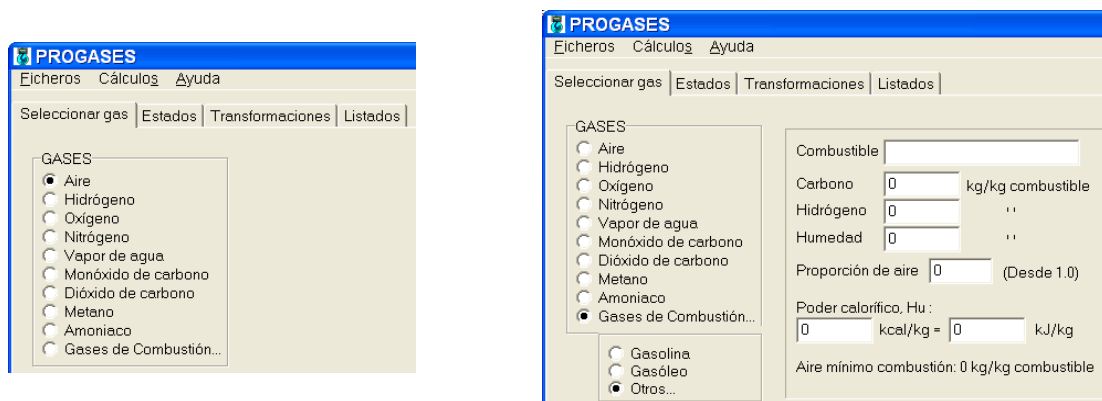 PROGASES
Ficheros Cálculos Ayuda
Seleccionar gas Estados Transformaciones Listados
GASES
Aire
Hidrógeno
Oxígeno
Nitrógeno
Vapor de agua
Monóxido de carbono
Dióxido de carbono
Metano
Amoniaco
Gases de Combustión...
PROGASES
Ficheros Cálculos Ayuda
Seleccionar gas Estados Transformaciones Listados
GASES
Aire
Hidrógeno
Oxígeno
Nitrógeno
Vapor de agua
Monóxido de carbono
Dióxido de carbono
Metano
Amoniaco
Gases de Combustión...
Gasolina
Gasóleo
Otros...
Combustible
Carbono 0 kg/kg combustible
Hidrógeno 0 ' '
Humedad 0 ' '
Proporción de aire 0 (Desde 1.0)
Poder calorífico, Hu :
0 kcal/kg = 0 kJ/kg
Aire mínimo combustión: 0 kg/kg combustible